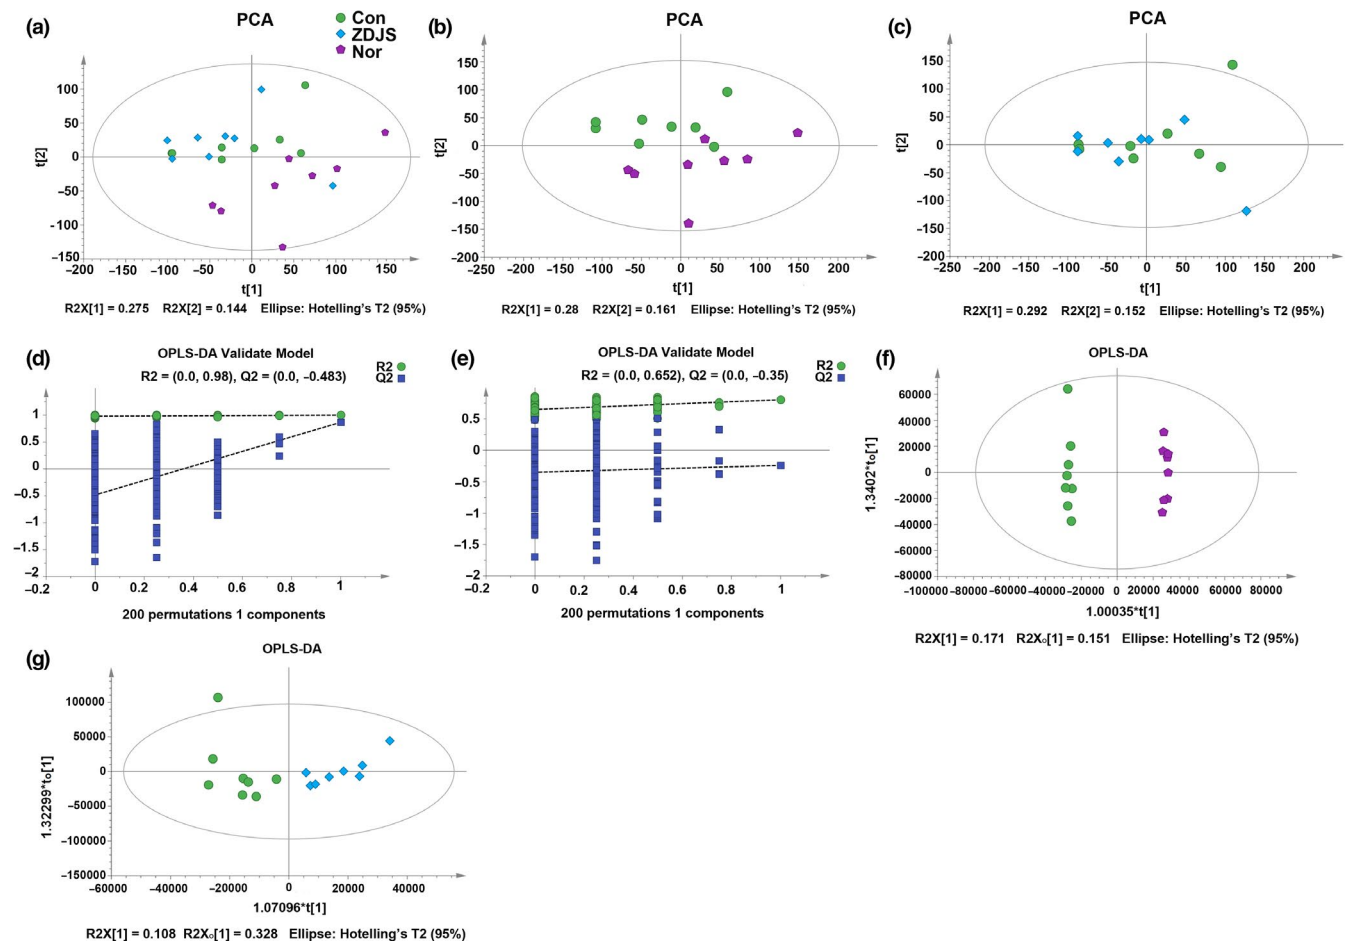 (a)
PCA
Con
ZDJS
Nor
t[2]
100
50
0
-50
-100
-150
-200 -150 -100 -50 0 50 100 150
t[1]
R2X[1] = 0.275 R2X[2] = 0.144 Ellipse: Hotelling's T2 (95%)
(b)
PCA
t[2]
150
100
50
0
-50
-100
-150
-200
-250 -200 -150 -100 -50 0 50 100 150 200
t[1]
R2X[1] = 0.28 R2X[2] = 0.161 Ellipse: Hotelling's T2 (95%)
(c)
PCA
t[2]
150
100
50
0
-50
-100
-150
-200
-250 -200 -150 -100 -50 0 50 100 150 200
t[1]
R2X[1] = 0.292 R2X[2] = 0.152 Ellipse: Hotelling's T2 (95%)
(d)
OPLS-DA Validate Model
R2 = (0.0, 0.98), Q2 = (0.0, −0.483)
R2
Q2
1
0.5
0
−0.5
−1
−1.5
−2
−0.2 0 0.2 0.4 0.6 0.8 1
200 permutations 1 components
(e)
OPLS-DA Validate Model
R2 = (0.0, 0.652), Q2 = (0.0, −0.35)
R2
Q2
0.5
0
−0.5
−1
−1.5
−2
−0.2 0 0.2 0.4 0.6 0.8 1
200 permutations 1 components
(f)
OPLS-DA
1.3402*to[1]
60000
40000
20000
0
−20000
−40000
−60000
−80000
-100000 −80000 −60000 −40000 −20000 0 20000 40000 60000 80000
1.00035*t[1]
R2X[1] = 0.171 R2Xo[1] = 0.151 Ellipse: Hotelling's T2 (95%)
(g)
OPLS-DA
1.32299*to[1]
100000
50000
0
−50000
−100000
−150000
−60000 −40000 −20000 0 20000 40000
1.07096*t[1]
R2X[1] = 0.108 R2Xo[1] = 0.328 Ellipse: Hotelling's T2 (95%)